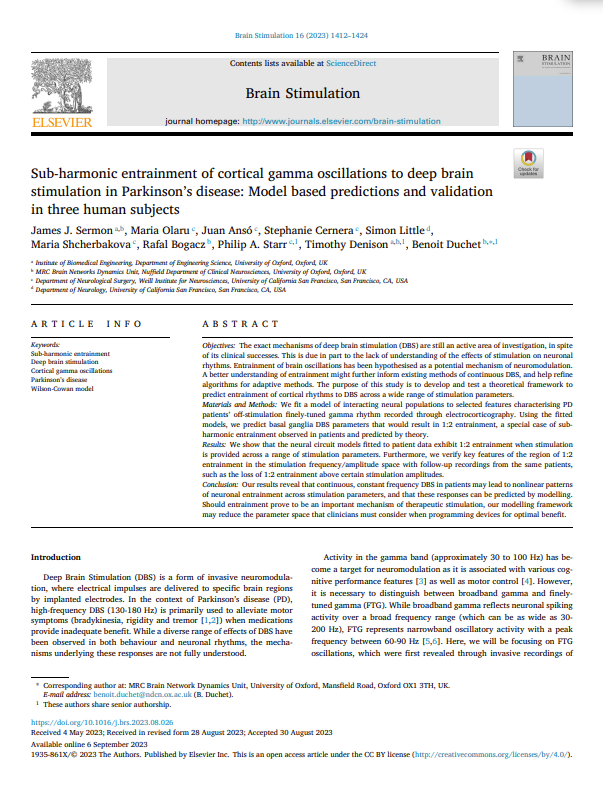 Brain Stimulation 16 (2023) 1412–1424
Contents lists available at ScienceDirect
Brain Stimulation
journal homepage: http://www.journals.elsevier.com/brain-stimulation
ELSEVIER
BRAIN
STIMULATION
Check for
updates
Sub-harmonic entrainment of cortical gamma oscillations to deep brain
stimulation in Parkinson's disease: Model based predictions and validation
in three human subjects
James J. Sermon a,b, Maria Olaru c, Juan Ansó c, Stephanie Cernera c, Simon Little d,
Maria Shcherbakova c, Rafal Bogacz b, Philip A. Starr c,1, Timothy Denison a,b,1, Benoit Duchet b,*,1
a Institute of Biomedical Engineering, Department of Engineering Science, University of Oxford, Oxford, UK
b MRC Brain Networks Dynamics Unit, Nuffield Department of Clinical Neurosciences, University of Oxford, Oxford, UK
c Department of Neurological Surgery, Weill Institute for Neurosciences, University of California San Francisco, San Francisco, CA, USA
d Department of Neurology, University of California San Francisco, San Francisco, CA, USA
ARTICLE INFO
Keywords:
Sub-harmonic entrainment
Deep brain stimulation
Cortical gamma oscillations
Parkinson's disease
Wilson-Cowan model
ABSTRACT
Objectives: The exact mechanisms of deep brain stimulation (DBS) are still an active area of investigation, in spite
of its clinical successes. This is due in part to the lack of understanding of the effects of stimulation on neuronal
rhythms. Entrainment of brain oscillations has been hypothesised as a potential mechanism of neuromodulation.
A better understanding of entrainment might further inform existing methods of continuous DBS, and help refine
algorithms for adaptive methods. The purpose of this study is to develop and test a theoretical framework to
predict entrainment of cortical rhythms to DBS across a wide range of stimulation parameters.
Materials and Methods: We fit a model of interacting neural populations to selected features characterising PD
patients' off-stimulation finely-tuned gamma rhythm recorded through electrocorticography. Using the fitted
models, we predict basal ganglia DBS parameters that would result in 1:2 entrainment, a special case of sub-
harmonic entrainment observed in patients and predicted by theory.
Results: We show that the neural circuit models fitted to patient data exhibit 1:2 entrainment when stimulation
is provided across a range of stimulation parameters. Furthermore, we verify key features of the region of 1:2
entrainment in the stimulation frequency/amplitude space with follow-up recordings from the same patients,
such as the loss of 1:2 entrainment above certain stimulation amplitudes.
Conclusion: Our results reveal that continuous, constant frequency DBS in patients may lead to nonlinear patterns
of neuronal entrainment across stimulation parameters, and that these responses can be predicted by modelling.
Should entrainment prove to be an important mechanism of therapeutic stimulation, our modelling framework
may reduce the parameter space that clinicians must consider when programming devices for optimal benefit.
Introduction
Deep Brain Stimulation (DBS) is a form of invasive neuromodula-
tion, where electrical impulses are delivered to specific brain regions
by implanted electrodes. In the context of Parkinson's disease (PD),
high-frequency DBS (130-180 Hz) is primarily used to alleviate motor
symptoms (bradykinesia, rigidity and tremor [1,2]) when medications
provide inadequate benefit. While a diverse range of effects of DBS have
been observed in both behaviour and neuronal rhythms, the mecha-
nisms underlying these responses are not fully understood.
Activity in the gamma band (approximately 30 to 100 Hz) has be-
come a target for neuromodulation as it is associated with various cog-
nitive performance features [3] as well as motor control [4]. However,
it is necessary to distinguish between broadband gamma and finely-
tuned gamma (FTG). While broadband gamma reflects neuronal spiking
activity over a broad frequency range (which can be as wide as 30-
200 Hz), FTG represents narrowband oscillatory activity with a peak
frequency between 60-90 Hz [5,6]. Here, we will be focusing on FTG
oscillations, which were first revealed through invasive recordings of
* Corresponding author at: MRC Brain Network Dynamics Unit, University of Oxford, Mansfield Road, Oxford OX1 3TH, UK.
E-mail address: benoit.duchet@ndcn.ox.ac.uk (B. Duchet).
1 These authors share senior authorship.
https://doi.org/10.1016/j.brs.2023.08.026
Received 4 May 2023; Received in revised form 28 August 2023; Accepted 30 August 2023
Available online 6 September 2023
1935-861X/© 2023 The Authors. Published by Elsevier Inc. This is an open access article under the CC BY license (http://creativecommons.org/licenses/by/4.0/).